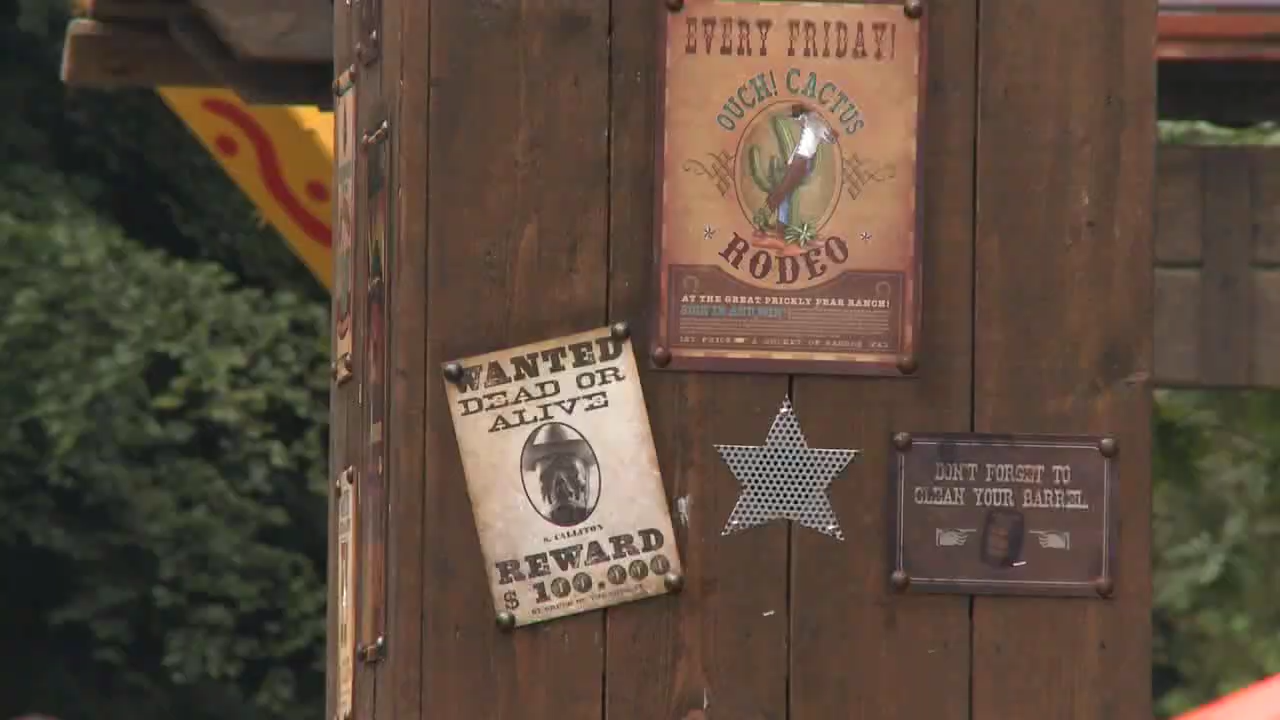 EVERY FRIDAY!
OUCH! CACTUS
RODEO
AT THE GREAT PRICKLY PEAR RANCH!
WANTED
DEAD OR
ALIVE
REWARD
$ 100.000
DON'T FORGET TO
CLEAN YOUR BARREL